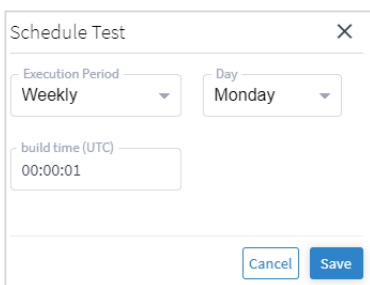 Schedule Test
Execution Period
Weekly
Day
Monday
build time (UTC)
00:00:01
Cancel
Save